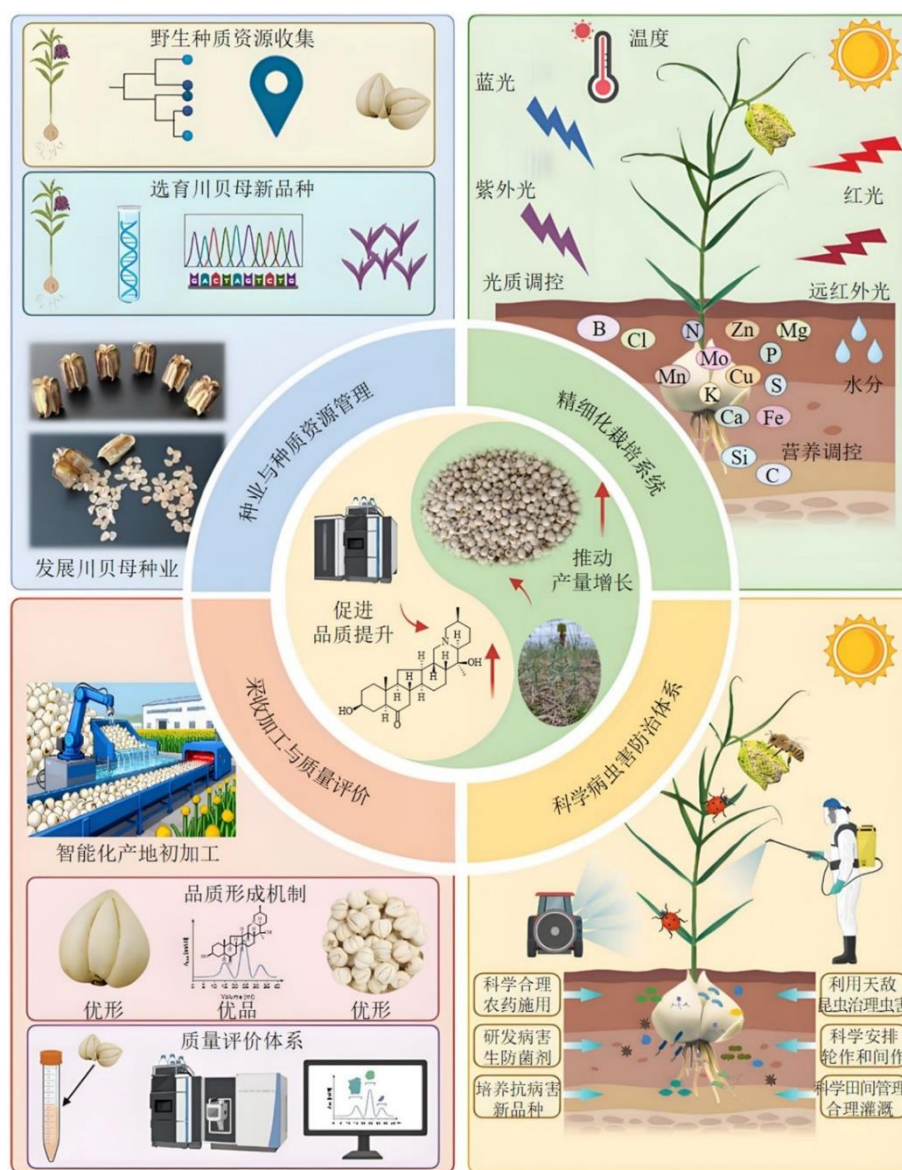 野生种质资源收集
选育川贝母新品种
GACTAGTCTG
发展川贝母种业
温度
蓝光
紫外光
光质调控
红光
远红外光
B
Cl
N
Zn
Mg
Mo
P
Mn
Cu
S
K
Ca
Fe
Si
C
水分
营养调控
种业与种质资源管理
精细化栽培系统
采收加工与质量评价
科学病虫害防治体系
推动
产量增长
促进
品质提升
H
N
H
H
OH
H
H
H
HO
H
O
智能化产地初加工
品质形成机制
Volume (ml)
优形
优品
优形
质量评价体系
科学合理
农药施用
研发病害
生防菌剂
培养抗病害
新品种
利用天敌
昆虫治理虫害
科学安排
轮作和间作
科学田间管理
合理灌溉